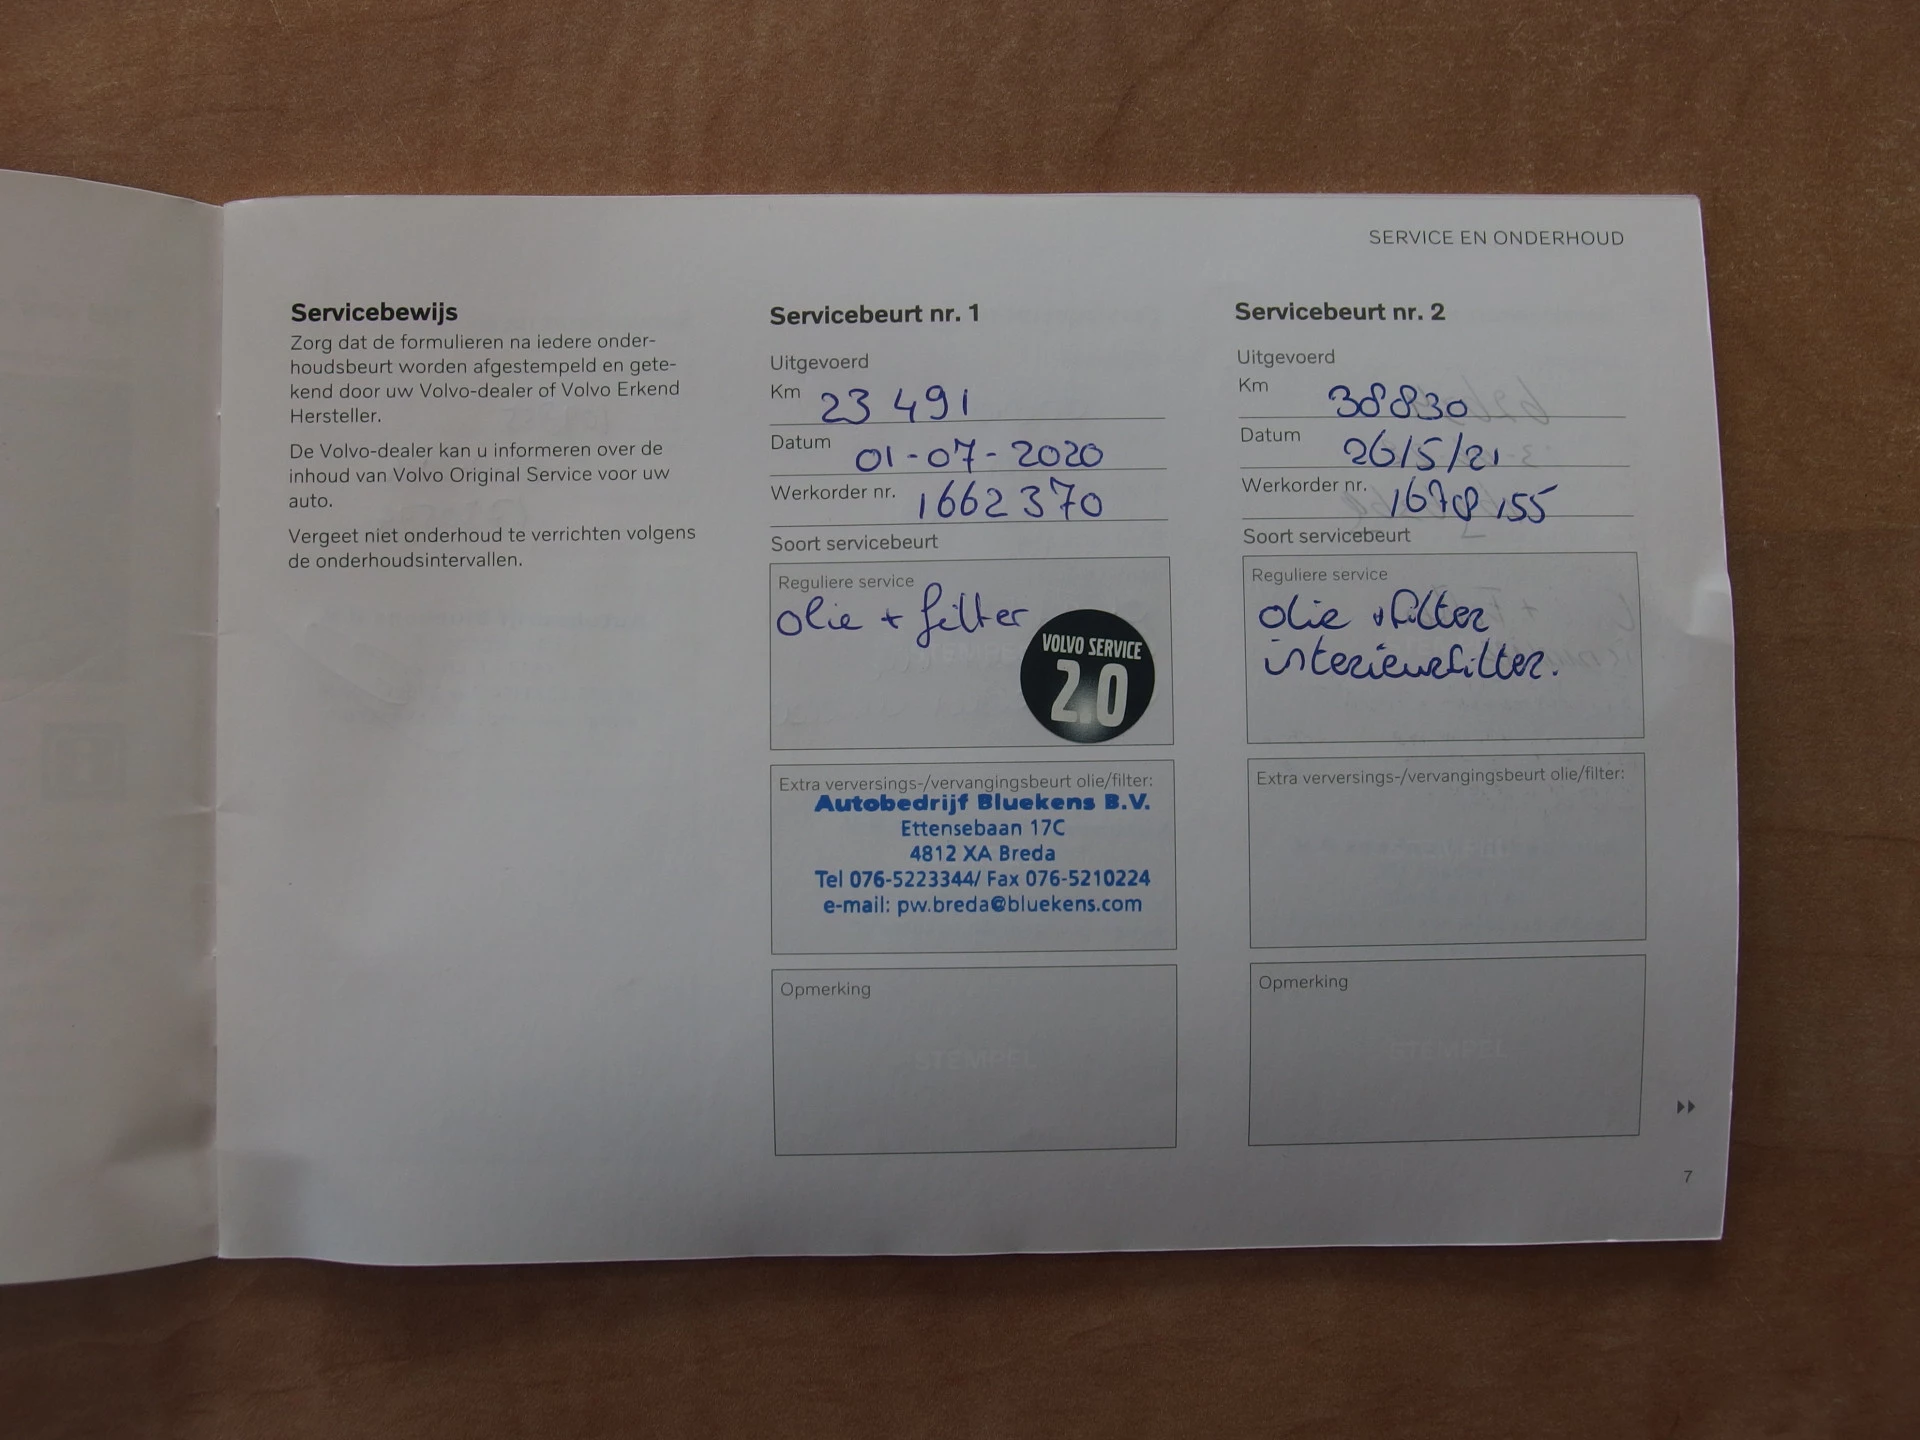 SERVICE EN ONDERHOUD
Servicebewijs
Zorg dat de formulieren na iedere onder-
houdsbeurt worden afgestempeld en gete-
kend door uw Volvo-dealer of Volvo Erkend
Hersteller.
De Volvo-dealer kan u informeren over de
inhoud van Volvo Original Service voor uw
auto.
Vergeet niet onderhoud te verrichten volgens
de onderhoudsintervallen.
Servicebeurt nr. 1
Uitgevoerd
Km 23 491
Datum 01-07-2020
Werkorder nr. 1662370
Soort servicebeurt
Reguliere service
olie + filter
VOLVO SERVICE
2.0
Extra verversings-/vervangingsbeurt olie/filter:
Autobedrijf Bluekens B.V.
Ettensebaan 17C
4812 XA Breda
Tel 076-5223344/ Fax 076-5210224
e-mail: pw.breda@bluekens.com
Opmerking
STEMPEL
Servicebeurt nr. 2
Uitgevoerd
Km 38830
Datum 26/5/21
Werkorder nr. 1678155
Soort servicebeurt
Reguliere service
olie +filter
interieurfilter.
Extra verversings-/vervangingsbeurt olie/filter:
Opmerking
STEMPEL
7